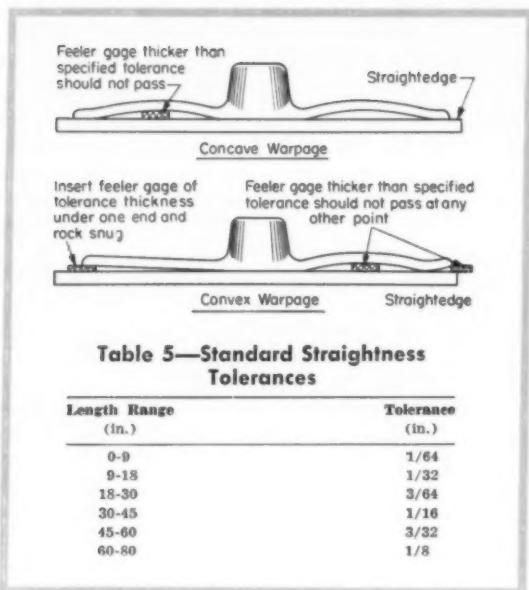 Feeler gage thicker than
specified tolerance
should not pass
Straightedge
Concave Warpage
Insert feeler gage of
tolerance thickness
under one end and
rock snug
Feeler gage thicker than specified
tolerance should not pass at any
other point
Convex Warpage
Straightedge
Table 5—Standard Straightness
Tolerances
Length Range Tolerance
(in.) (in.)
0-9 1/64
9-18 1/32
18-30 3/64
30-45 1/16
45-60 3/32
60-80 1/8